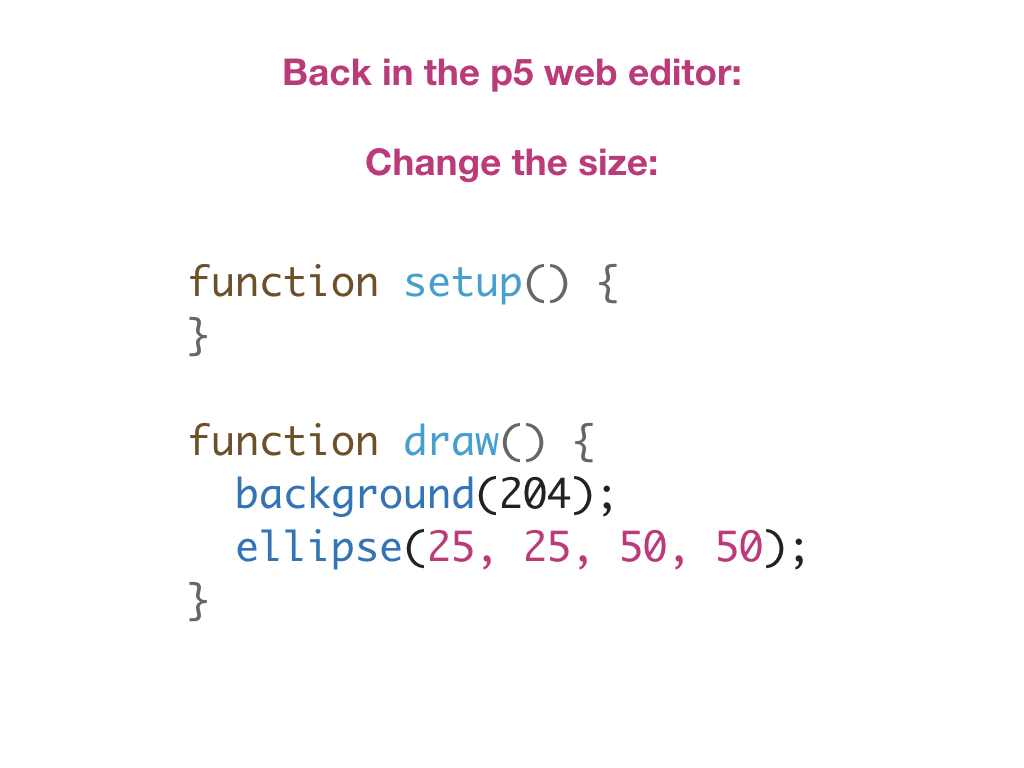 Back in the p5 web editor:
Change the size:
function setup() {
}
function draw() {
  background(204);
  ellipse(25, 25, 50, 50);
}